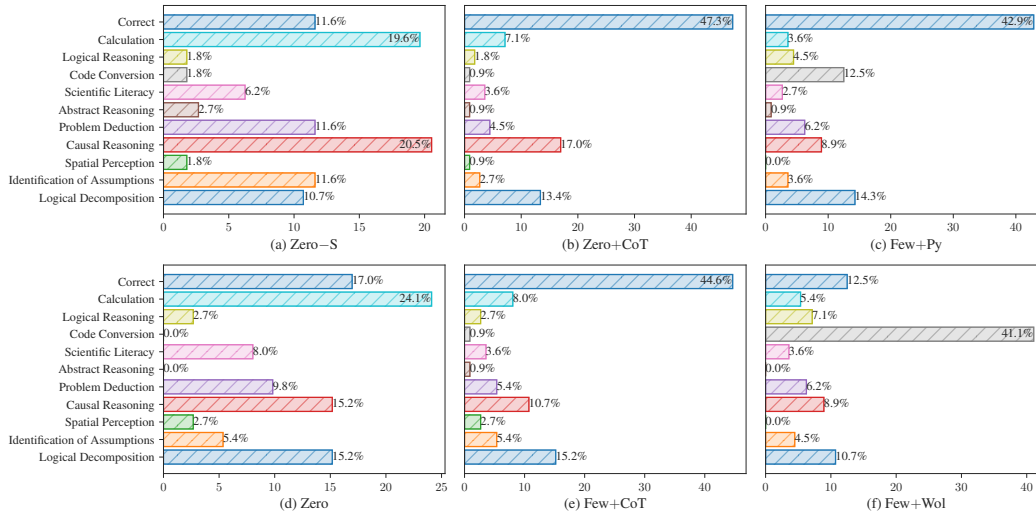 Correct 11.6% 47.3% 42.9%
Calculation 19.6% 7.1% 3.6%
Logical Reasoning 1.8% 1.8% 4.5%
Code Conversion 1.8% 0.9% 12.5%
Scientific Literacy 6.2% 3.6% 2.7%
Abstract Reasoning 2.7% 0.9% 0.9%
Problem Deduction 11.6% 4.5% 6.2%
Causal Reasoning 20.5% 17.0% 8.9%
Spatial Perception 1.8% 0.9% 0.0%
Identification of Assumptions 11.6% 2.7% 3.6%
Logical Decomposition 10.7% 13.4% 14.3%
0 5 10 15 20 0 10 20 30 40 0 10 20 30 40
(a) Zero−S (b) Zero+CoT (c) Few+Py
Correct 17.0% 44.6% 12.5%
Calculation 24.1% 8.0% 5.4%
Logical Reasoning 2.7% 2.7% 7.1%
Code Conversion 0.0% 0.9% 41.1%
Scientific Literacy 8.0% 3.6% 3.6%
Abstract Reasoning 0.0% 0.9% 0.0%
Problem Deduction 9.8% 5.4% 6.2%
Causal Reasoning 15.2% 10.7% 8.9%
Spatial Perception 2.7% 2.7% 0.0%
Identification of Assumptions 5.4% 5.4% 4.5%
Logical Decomposition 15.2% 15.2% 10.7%
0 5 10 15 20 25 0 10 20 30 40 0 10 20 30 40
(d) Zero (e) Few+CoT (f) Few+Wol